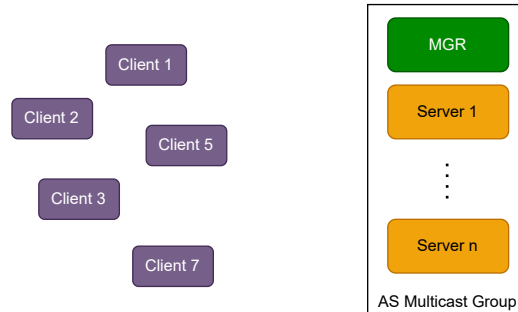 Client 1
Client 2
Client 5
Client 3
Client 7
MGR
Server 1
Server n
AS Multicast Group